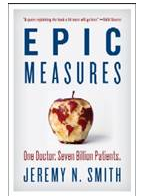 EPIC
MEASURES
One Doctor. Seven Billion Patients.
JEREMY N. SMITH